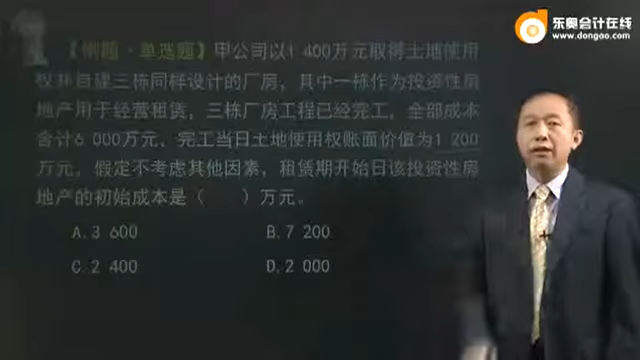 东奥会计在线
www.dongao.com
【例题·单选题】甲公司以1 400万元取得土地使用
权并自建三栋同样设计的厂房，其中一栋作为投资性房
地产用于经营租赁，三栋厂房工程已经完工，全部成本
合计6 000万元，完工当日土地使用权账面价值为1 200
万元，假定不考虑其他因素，租赁期开始日该投资性房
地产的初始成本是（　　）万元。
A.3 600
B.7 200
C.2 400
D.2 000